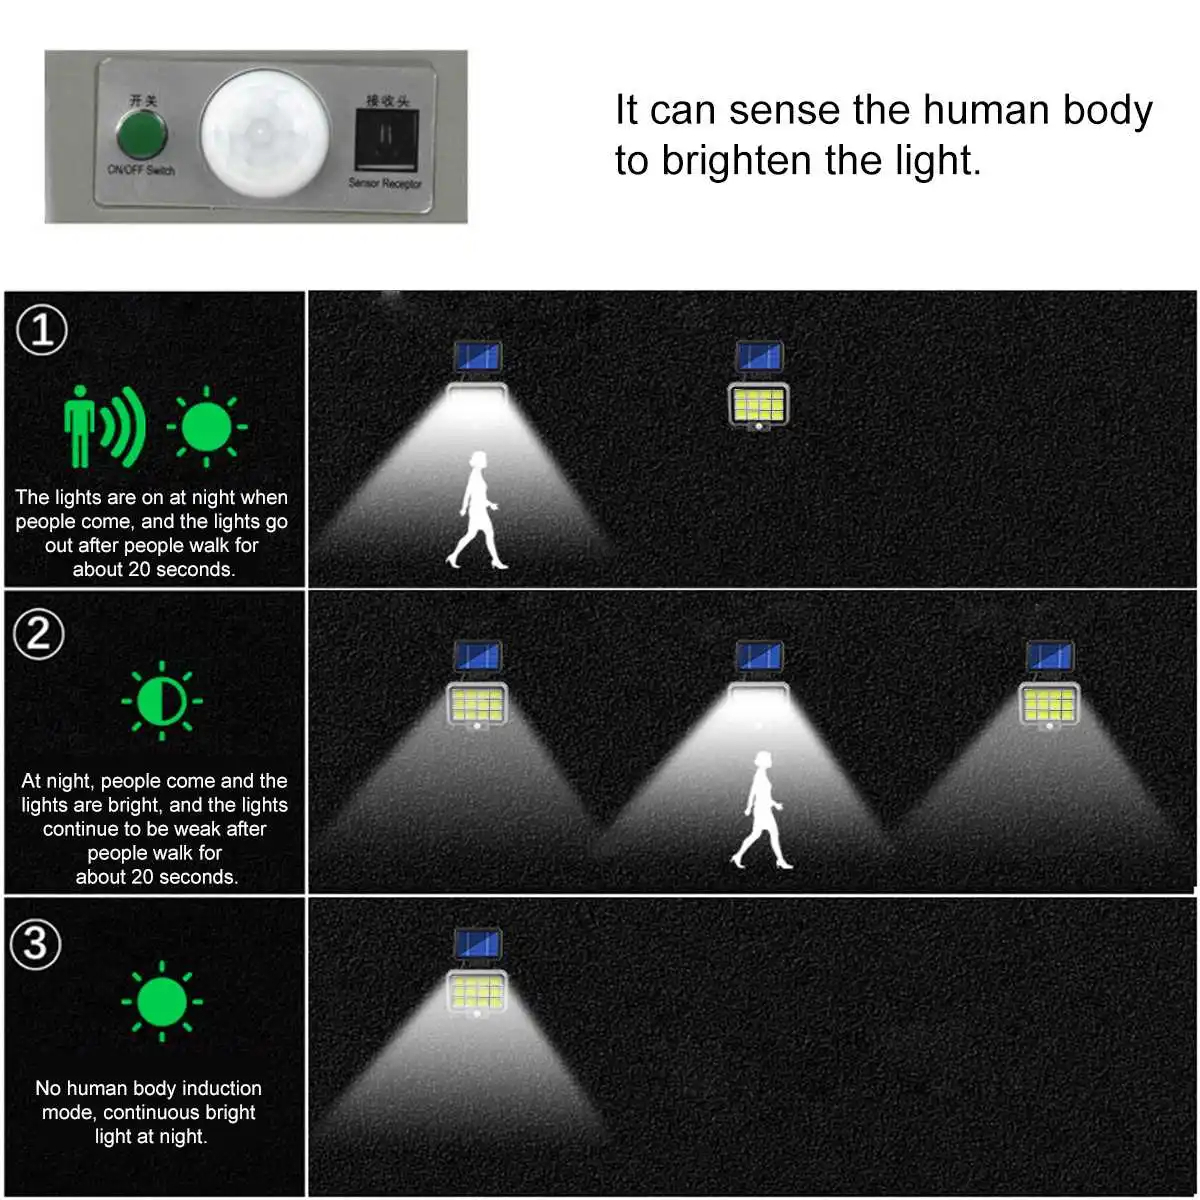 开关
接收头
ON/OFF Switch
Sensor Receptor
It can sense the human body
to brighten the light.
1
The lights are on at night when
people come, and the lights go
out after people walk for
about 20 seconds.
2
At night, people come and the
lights are bright, and the lights
continue to be weak after
people walk for
about 20 seconds.
3
No human body induction
mode, continuous bright
light at night.